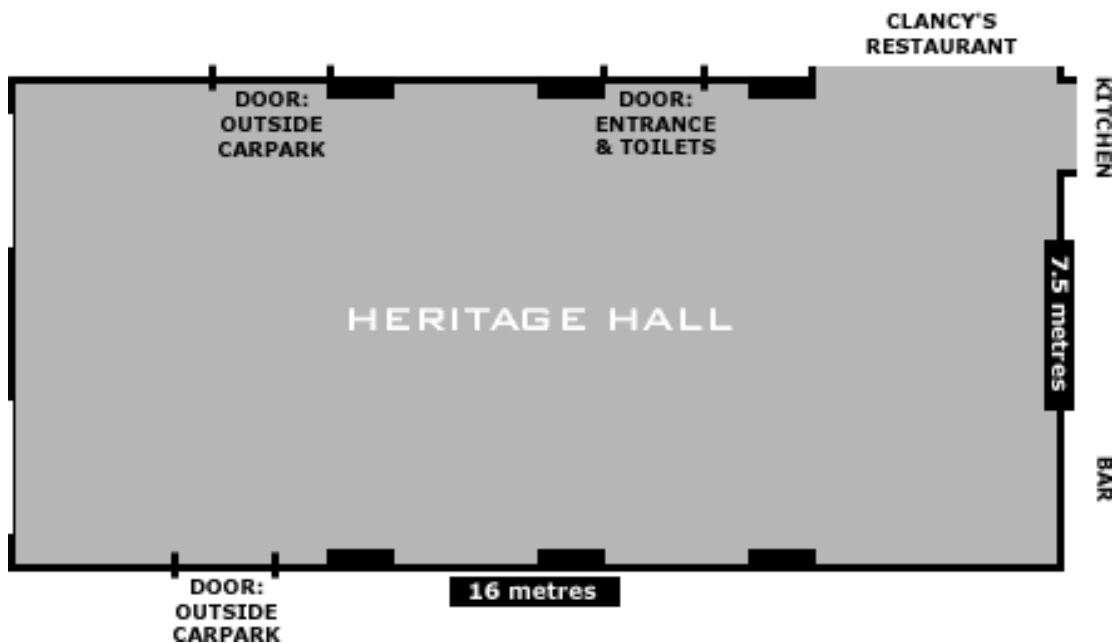 CLANCY'S
RESTAURANT
DOOR:
OUTSIDE
CARPARK
DOOR:
ENTRANCE
& TOILETS
KITCHEN
HERITAGE HALL
7.5 metres
BAR
DOOR:
OUTSIDE
CARPARK
16 metres